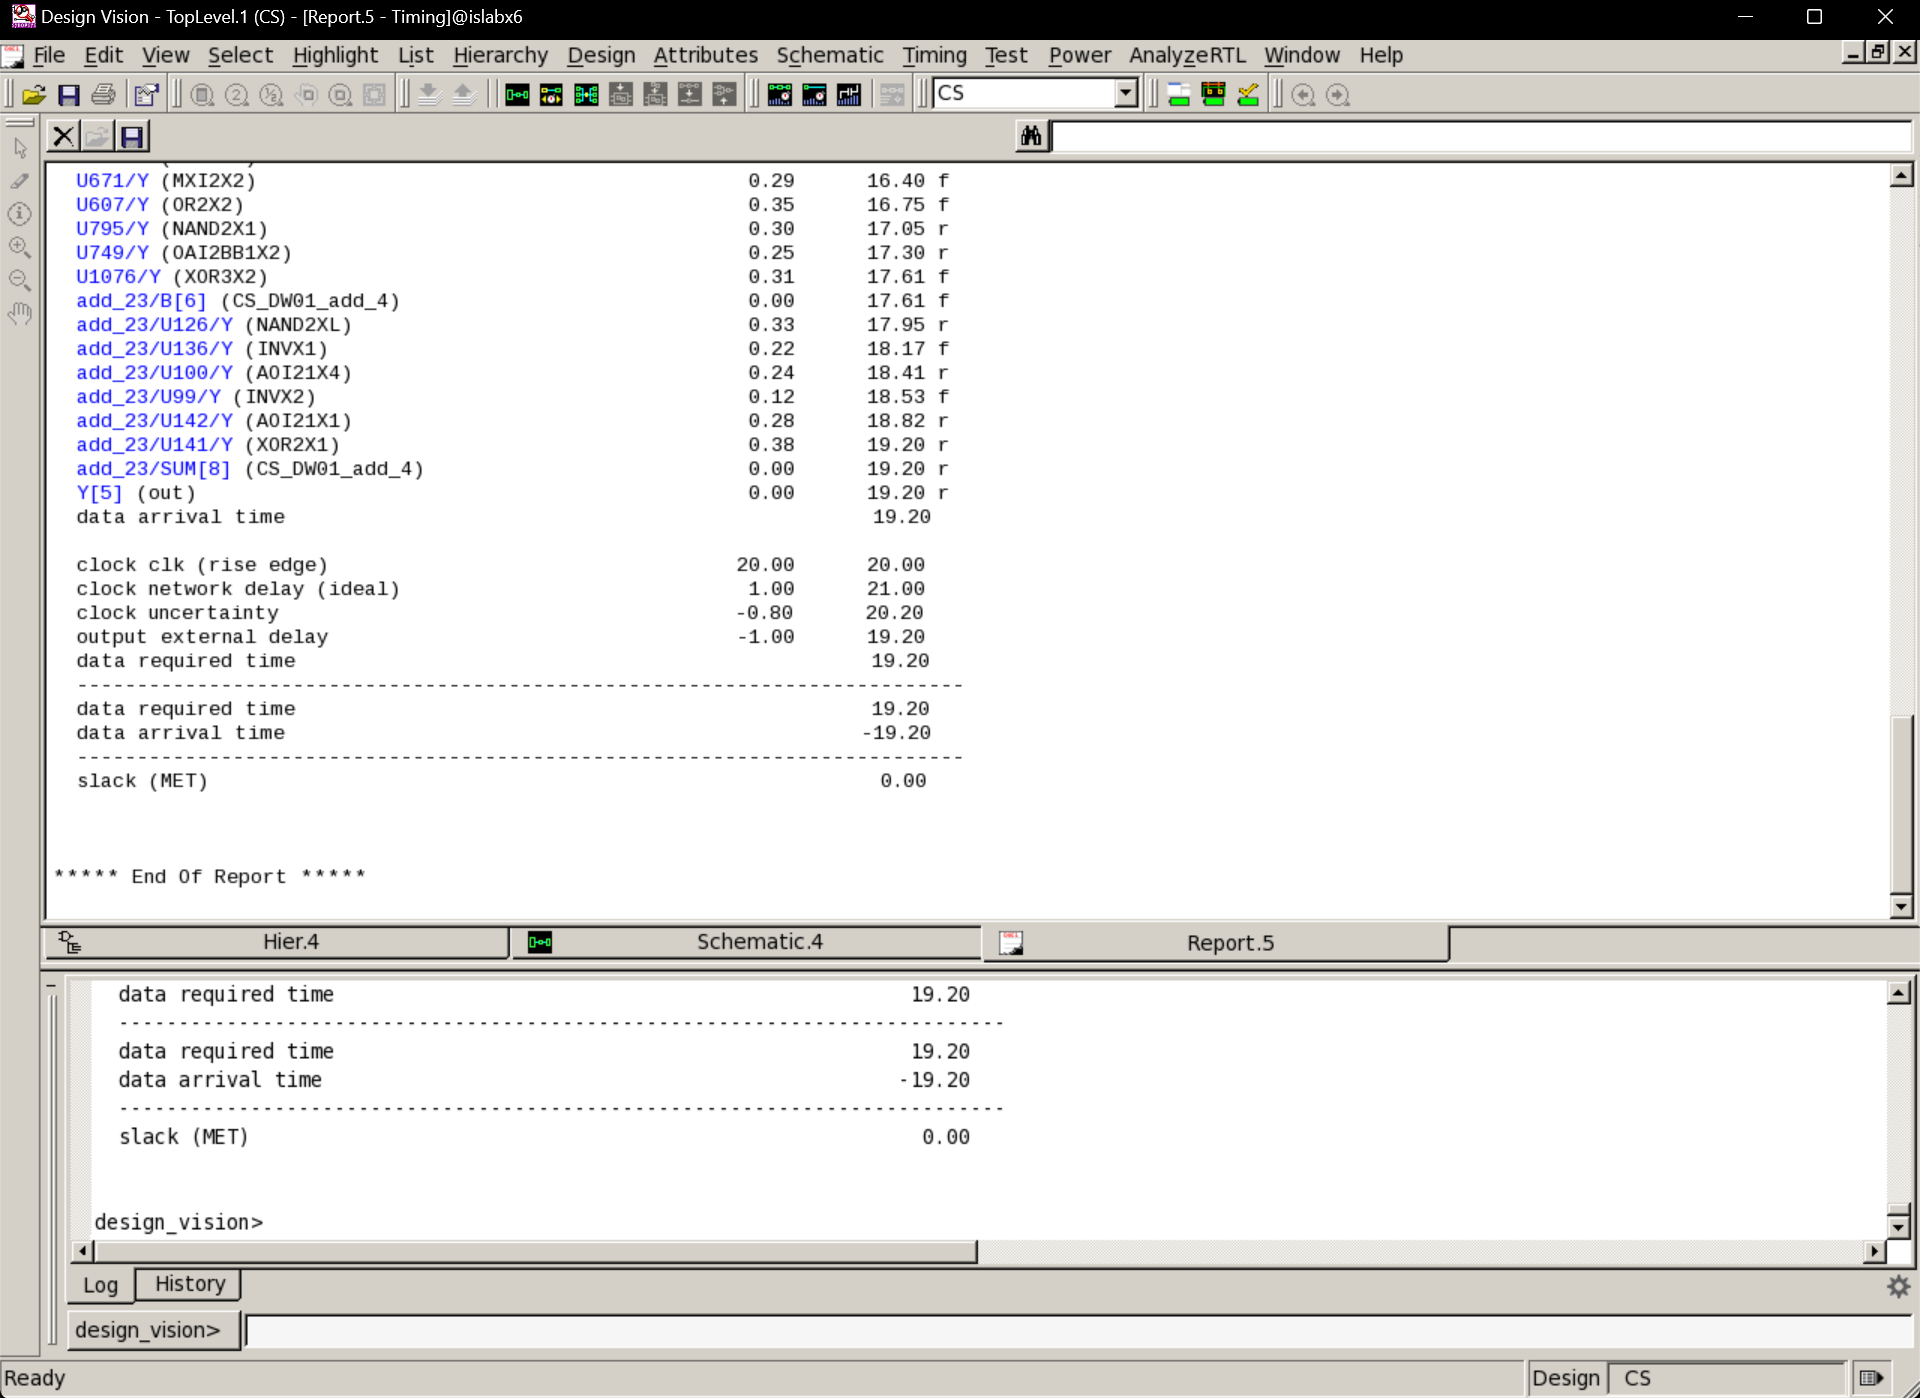 Design Vision - TopLevel.1 (CS) - [Report.5 - Timing]@islabx6
File Edit View Select Highlight List Hierarchy Design Attributes Schematic Timing Test Power AnalyzeRTL Window Help
CS
U671/Y (MXI2X2) 0.29 16.40 f
U607/Y (OR2X2) 0.35 16.75 f
U795/Y (NAND2X1) 0.30 17.05 r
U749/Y (OAI2BB1X2) 0.25 17.30 r
U1076/Y (XOR3X2) 0.31 17.61 f
add_23/B[6] (CS_DW01_add_4) 0.00 17.61 f
add_23/U126/Y (NAND2XL) 0.33 17.95 r
add_23/U136/Y (INVX1) 0.22 18.17 f
add_23/U100/Y (AOI21X4) 0.24 18.41 r
add_23/U99/Y (INVX2) 0.12 18.53 f
add_23/U142/Y (AOI21X1) 0.28 18.82 r
add_23/U141/Y (XOR2X1) 0.38 19.20 r
add_23/SUM[8] (CS_DW01_add_4) 0.00 19.20 r
Y[5] (out) 0.00 19.20 r
data arrival time 19.20
clock clk (rise edge) 20.00 20.00
clock network delay (ideal) 1.00 21.00
clock uncertainty -0.80 20.20
output external delay -1.00 19.20
data required time 19.20
--------------------------------------------------------------------------
data required time 19.20
data arrival time -19.20
--------------------------------------------------------------------------
slack (MET) 0.00
***** End Of Report *****
Hier.4 Schematic.4 Report.5
data required time 19.20
--------------------------------------------------------------------------
data required time 19.20
data arrival time -19.20
--------------------------------------------------------------------------
slack (MET) 0.00
design_vision>
Log History
design_vision>
Ready Design CS